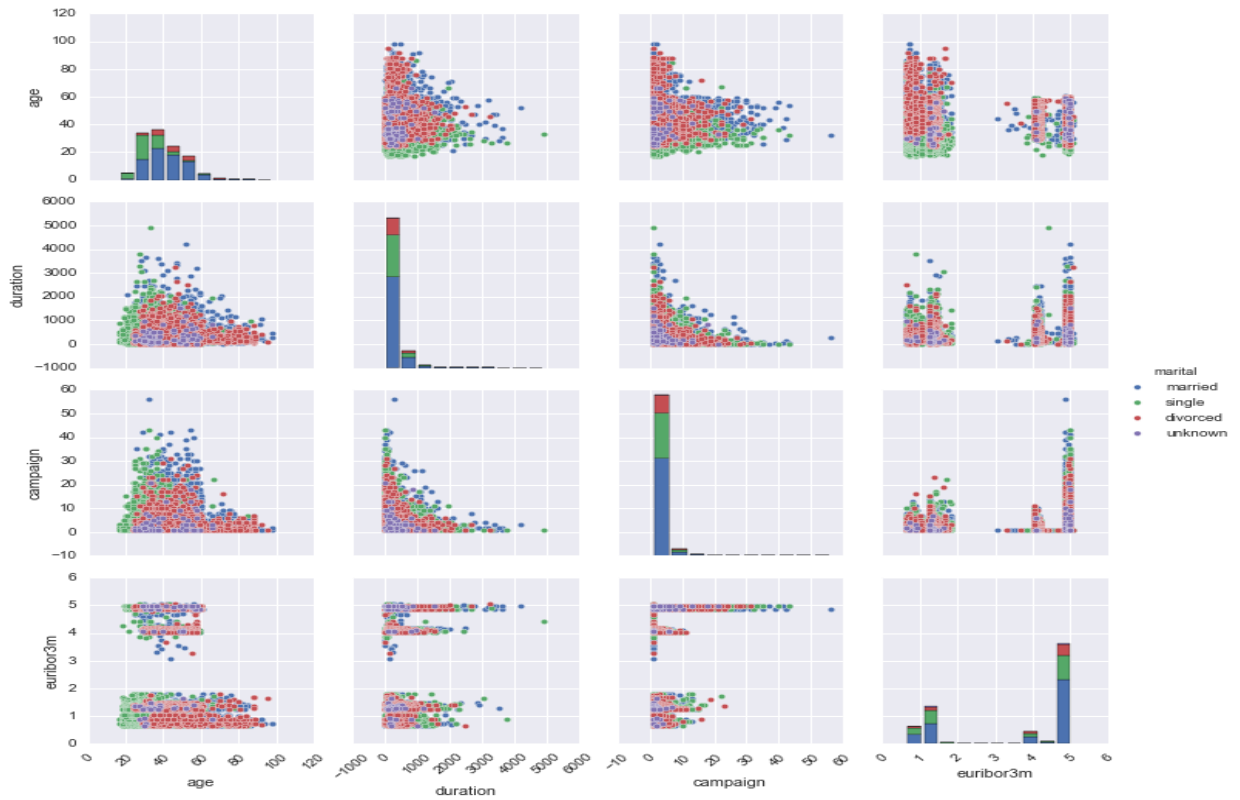 120
100
80
60
40
20
0
age
6000
5000
4000
3000
2000
1000
0
−1000
duration
60
50
40
30
20
10
0
−10
campaign
6
5
4
3
2
1
0
euribor3m
0 20 40 60 80 100 120
age
−1000 0 1000 2000 3000 4000 5000 6000
duration
−10 0 10 20 30 40 50 60
campaign
0 1 2 3 4 5 6
euribor3m
marital
married
single
divorced
unknown